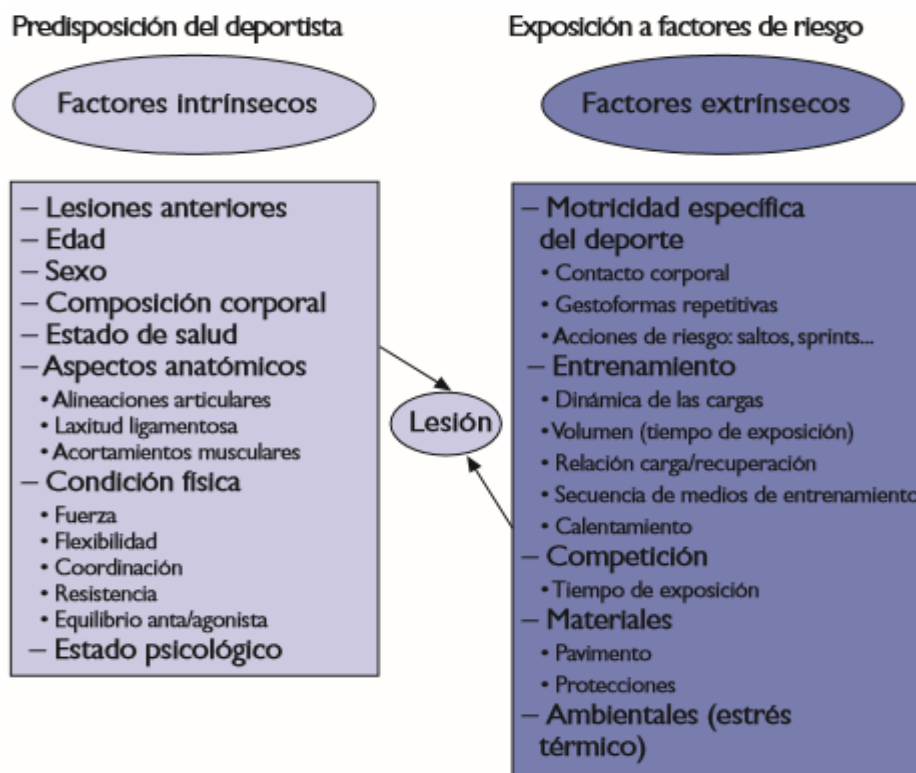 Predisposición del deportista
Factores intrínsecos
– Lesiones anteriores
– Edad
– Sexo
– Composición corporal
– Estado de salud
– Aspectos anatómicos
• Alineaciones articulares
• Laxitud ligamentosa
• Acortamientos musculares
– Condición física
• Fuerza
• Flexibilidad
• Coordinación
• Resistencia
• Equilibrio anta/agonista
– Estado psicológico
Lesión
Exposición a factores de riesgo
Factores extrínsecos
– Motricidad específica
del deporte
• Contacto corporal
• Gestoformas repetitivas
• Acciones de riesgo: saltos, sprints...
– Entrenamiento
• Dinámica de las cargas
• Volumen (tiempo de exposición)
• Relación carga/recuperación
• Secuencia de medios de entrenamiento
• Calentamiento
– Competición
• Tiempo de exposición
– Materiales
• Pavimento
• Protecciones
– Ambientales (estrés
térmico)